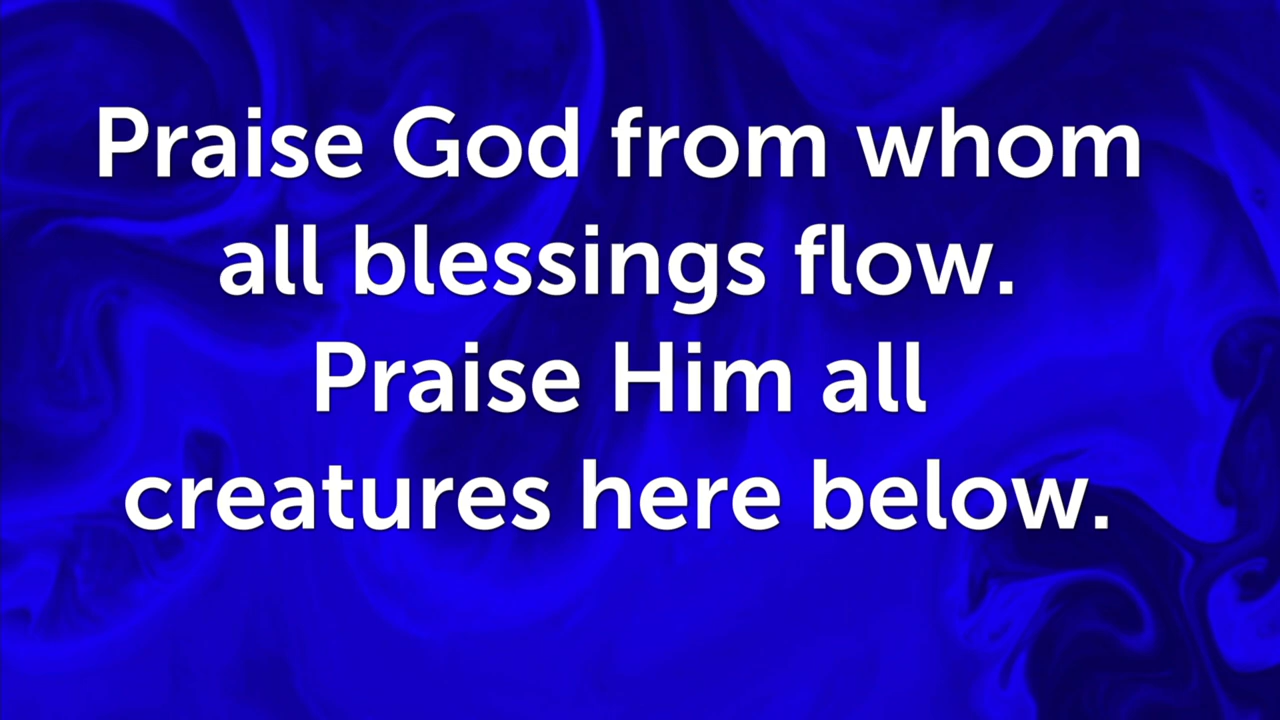 Praise God from whom
all blessings flow.
Praise Him all
creatures here below.